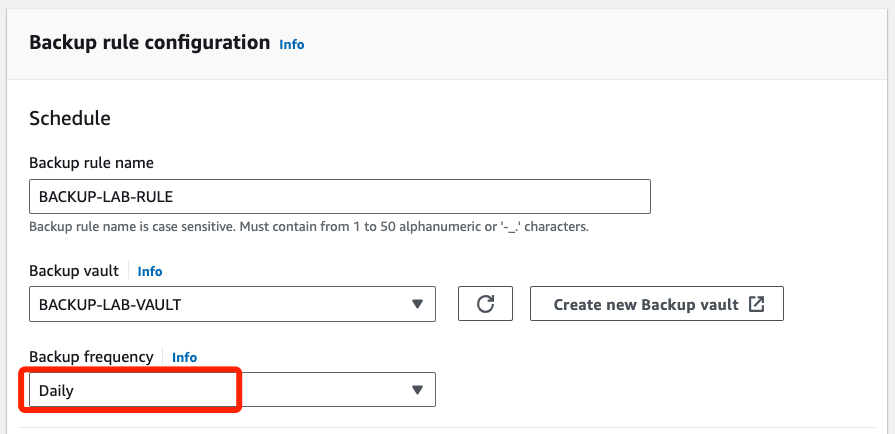 Backup rule configuration Info
Schedule
Backup rule name
BACKUP-LAB-RULE
Backup rule name is case sensitive. Must contain from 1 to 50 alphanumeric or '-_.' characters.
Backup vault Info
BACKUP-LAB-VAULT Create new Backup vault
Backup frequency Info
Daily